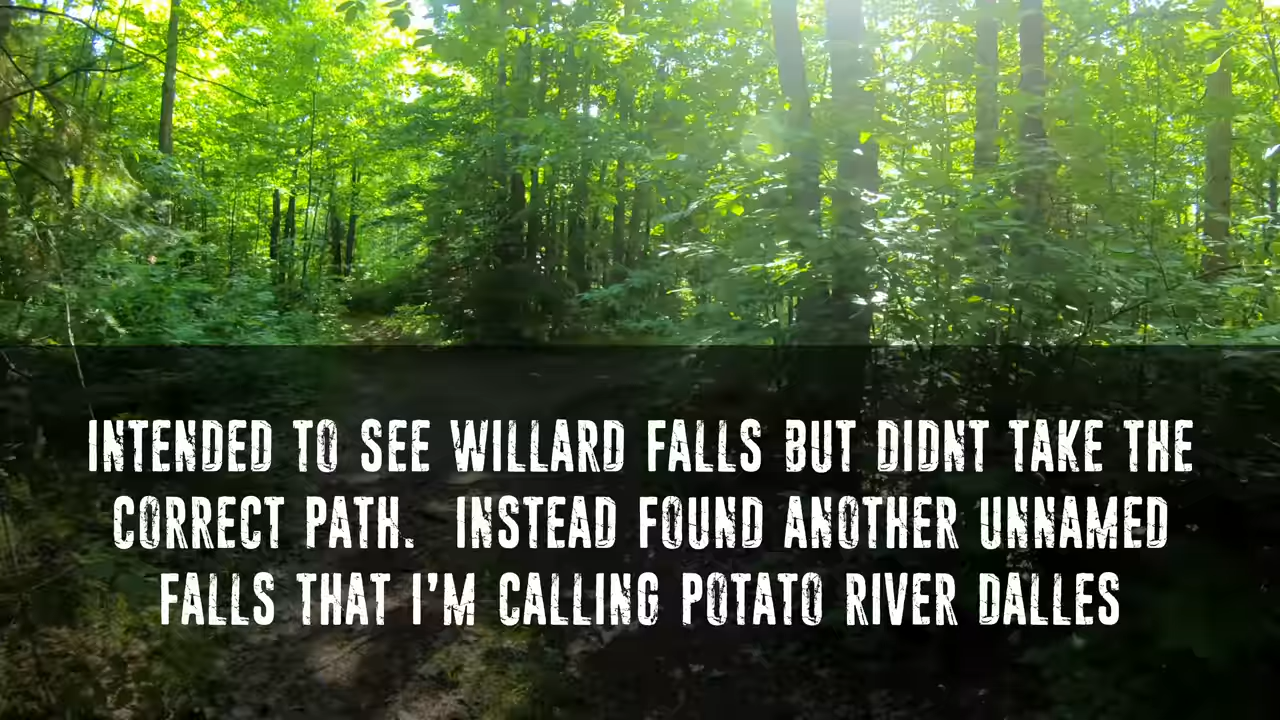 INTENDED TO SEE WILLARD FALLS BUT DIDNT TAKE THE
CORRECT PATH. INSTEAD FOUND ANOTHER UNNAMED
FALLS THAT I'M CALLING POTATO RIVER DALLES